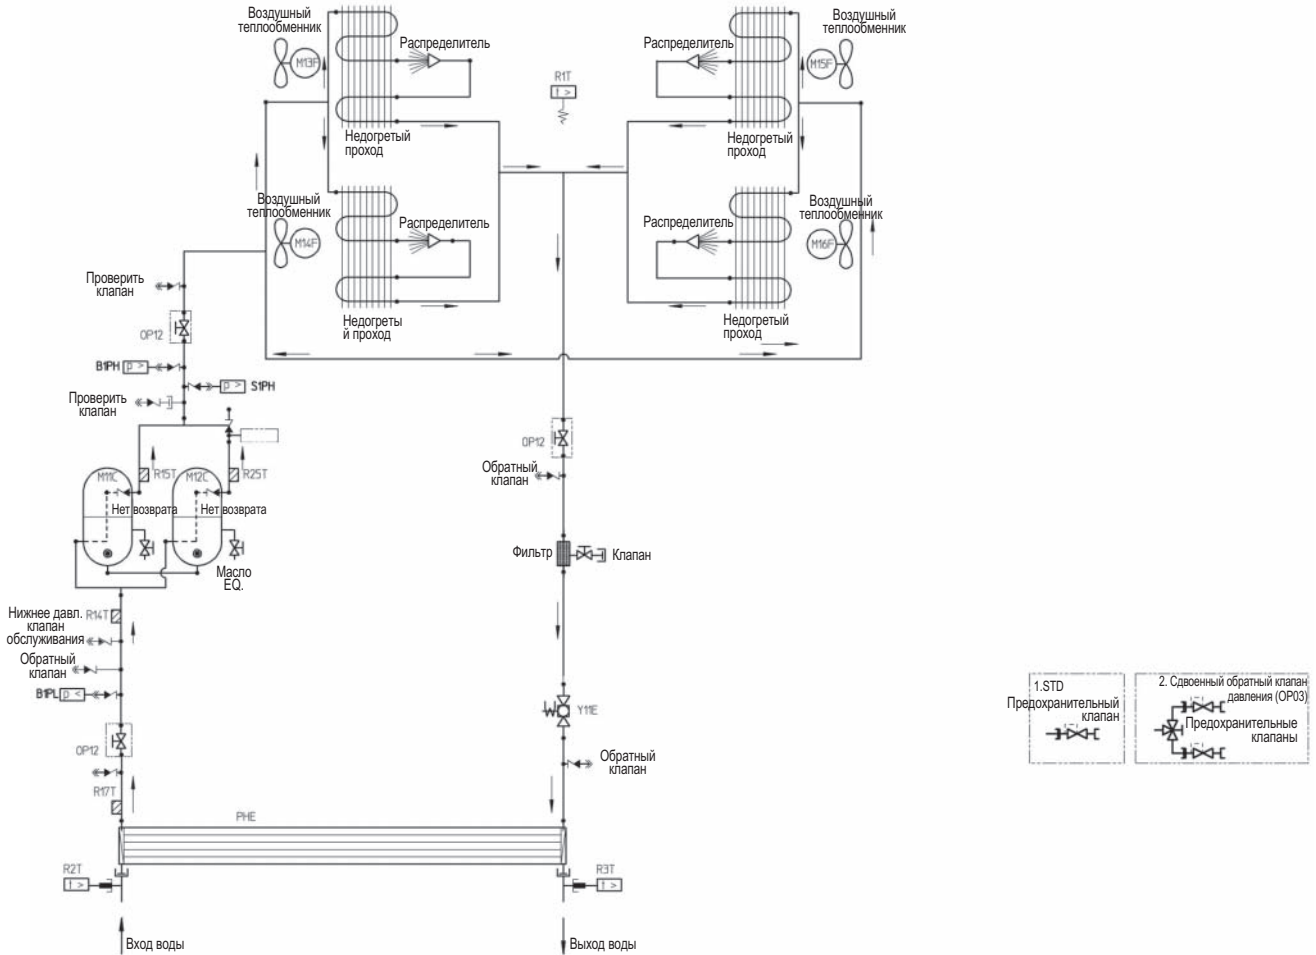 Воздушный
теплообменник
M13F
Распределитель
Недогретый
проход
R1T
t >
Распределитель
Воздушный
теплообменник
M15F
Недогретый
проход
Воздушный
теплообменник
M14F
Распределитель
Недогреты
й проход
Распределитель
Воздушный
теплообменник
M16F
Недогретый
проход
Проверить
клапан
OP12
B1PH
p >
p >
S1PH
Проверить
клапан
R15T
R25T
M11C
M12C
Нет возврата
Нет возврата
Масло
EQ.
Нижнее давл.
клапан
обслуживания
R14T
Обратный
клапан
B1PL
p <
OP12
R17T
OP12
Обратный
клапан
Фильтр
Клапан
Y11E
Обратный
клапан
PHE
R2T
t >
R3T
t >
Вход воды
Выход воды
1.STD
Предохранительный
клапан
2. Сдвоенный обратный клапан
давления (OP03)
Предохранительные
клапаны